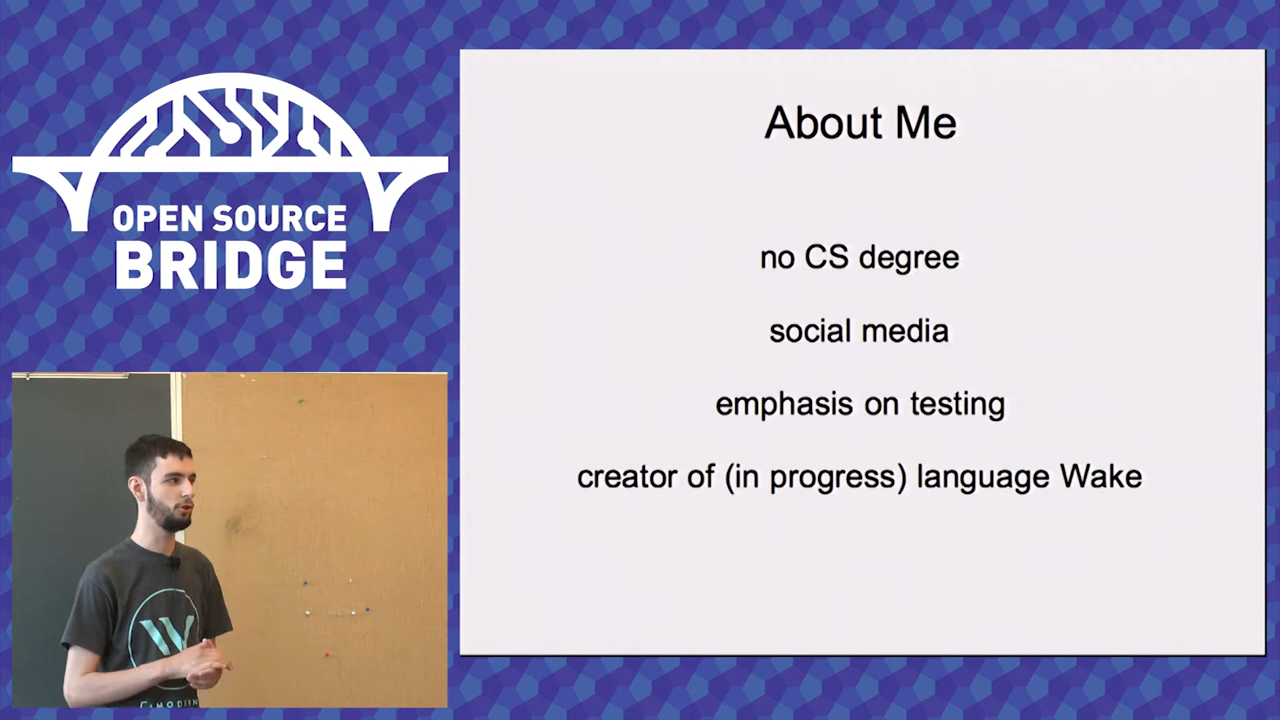 OPEN SOURCE
BRIDGE
About Me
no CS degree
social media
emphasis on testing
creator of (in progress) language Wake
W